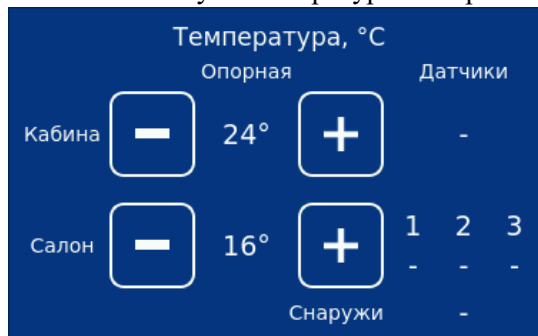 Температура, °C
Опорная Датчики
Кабина − 24° + -
1 2 3
Салон − 16° +
- - -
Снаружи -